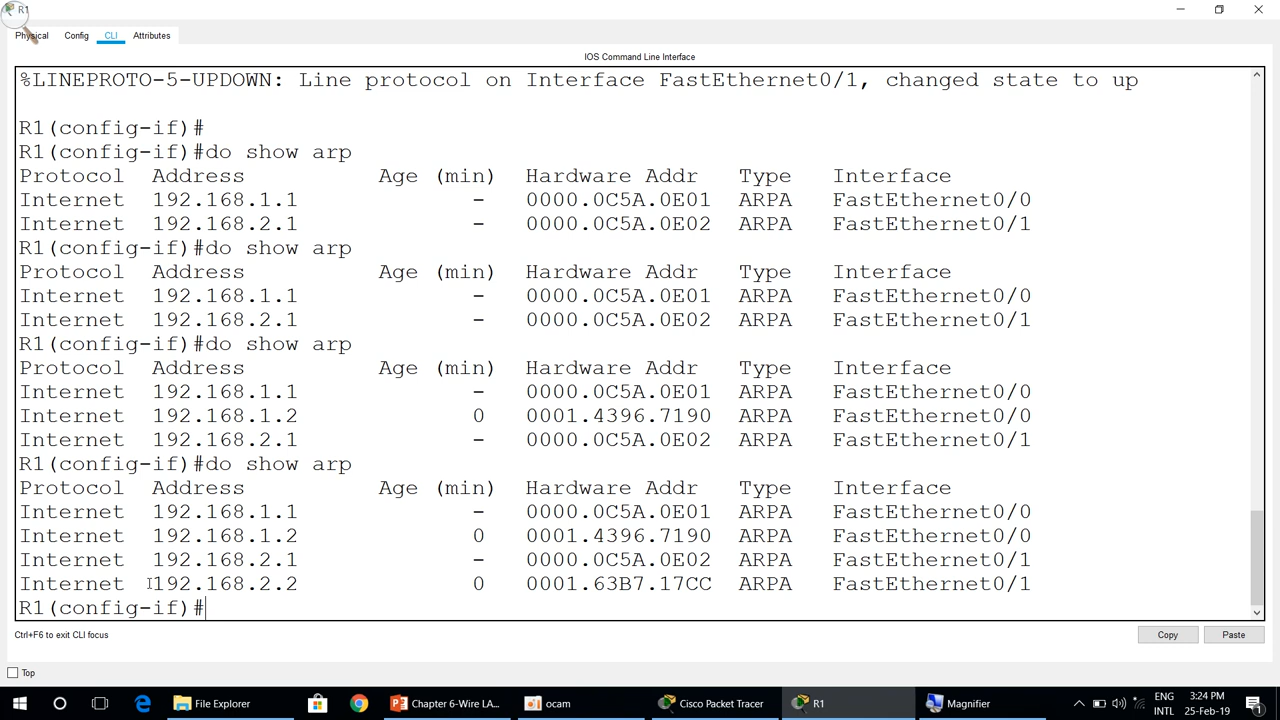 R1
Physical Config CLI Attributes
IOS Command Line Interface
%LINEPROTO-5-UPDOWN: Line protocol on Interface FastEthernet0/1, changed state to up
R1(config-if)#
R1(config-if)#do show arp
Protocol Address Age (min) Hardware Addr Type Interface
Internet 192.168.1.1 - 0000.0C5A.0E01 ARPA FastEthernet0/0
Internet 192.168.2.1 - 0000.0C5A.0E02 ARPA FastEthernet0/1
R1(config-if)#do show arp
Protocol Address Age (min) Hardware Addr Type Interface
Internet 192.168.1.1 - 0000.0C5A.0E01 ARPA FastEthernet0/0
Internet 192.168.2.1 - 0000.0C5A.0E02 ARPA FastEthernet0/1
R1(config-if)#do show arp
Protocol Address Age (min) Hardware Addr Type Interface
Internet 192.168.1.1 - 0000.0C5A.0E01 ARPA FastEthernet0/0
Internet 192.168.1.2 0 0001.4396.7190 ARPA FastEthernet0/0
Internet 192.168.2.1 - 0000.0C5A.0E02 ARPA FastEthernet0/1
R1(config-if)#do show arp
Protocol Address Age (min) Hardware Addr Type Interface
Internet 192.168.1.1 - 0000.0C5A.0E01 ARPA FastEthernet0/0
Internet 192.168.1.2 0 0001.4396.7190 ARPA FastEthernet0/0
Internet 192.168.2.1 - 0000.0C5A.0E02 ARPA FastEthernet0/1
Internet 192.168.2.2 0 0001.63B7.17CC ARPA FastEthernet0/1
R1(config-if)#
Ctrl+F6 to exit CLI focus
Copy Paste
Top
File Explorer Chapter 6-Wire LA... ocam Cisco Packet Tracer R1 Magnifier
ENG 3:24 PM
INTL 25-Feb-19